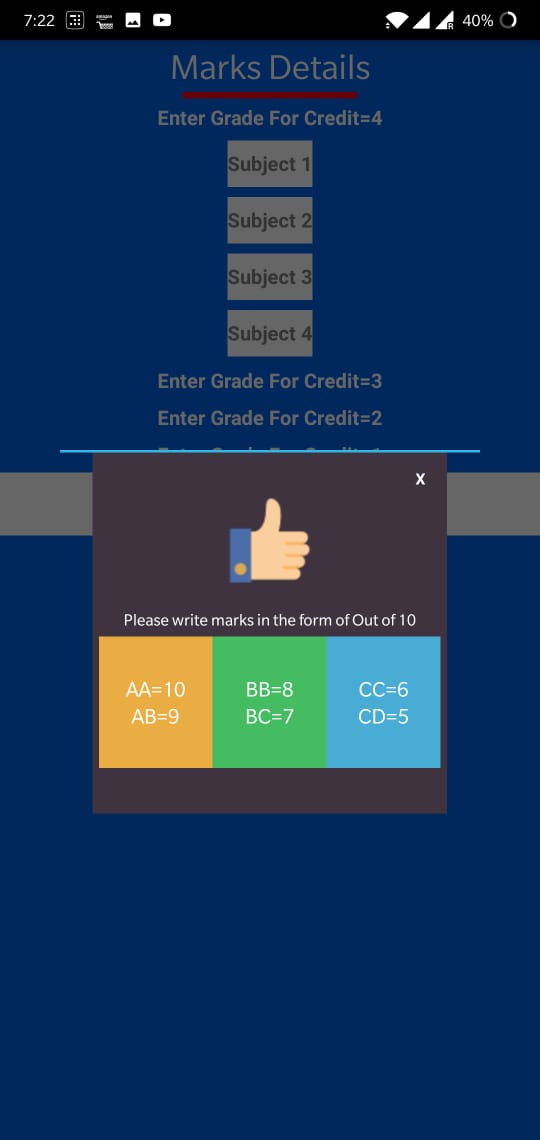 7:22
40%
Marks Details
Enter Grade For Credit=4
Subject 1
Subject 2
Subject 3
Subject 4
Enter Grade For Credit=3
Enter Grade For Credit=2
X
Please write marks in the form of Out of 10
AA=10
AB=9
BB=8
BC=7
CC=6
CD=5